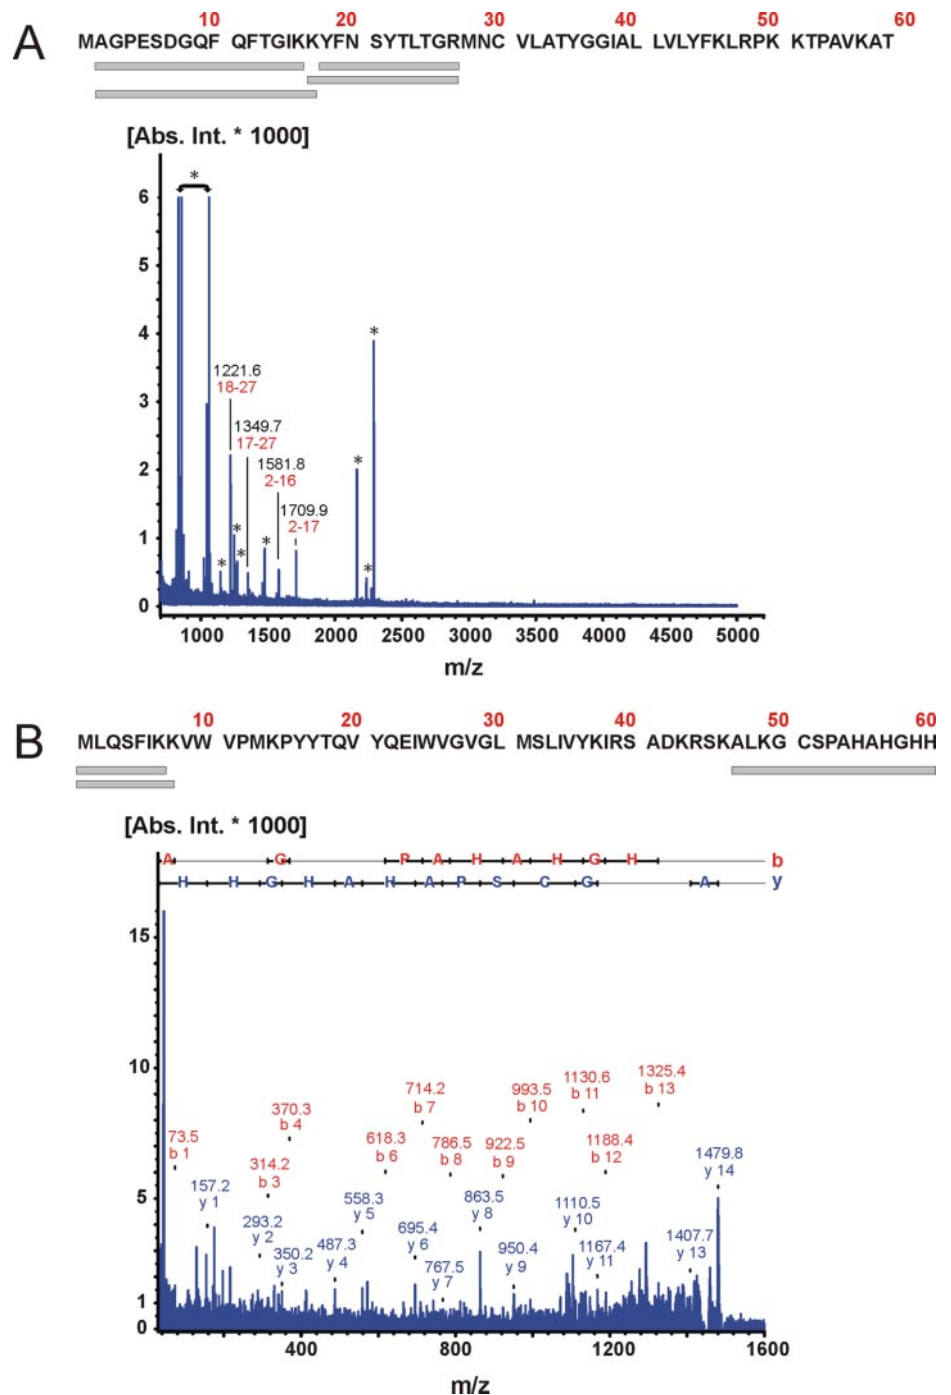 10 20 30 40 50 60
A MAGPESDGQF QFTGIKKYFN SYTLTGRMNC VLATYGGIAL LVLYFKLRPK KTPAVKAT
[Abs. Int. * 1000]
*
6
5
4
*
1221.6
18-27
3
1349.7
17-27
1581.8
2-16
*
2
1709.9
2-17
* * *
1
* *
0
1000 1500 2000 2500 3000 3500 4000 4500 5000
m/z
10 20 30 40 50 60
B MLQSFIKKVW VPMKPYYTQV YQEIWVGVGL MSLIVYKIRS ADKRSKALKG CSPAHAHGHH
[Abs. Int. * 1000]
A G P A H A H G H b
H H G H A H A P S C G A y
15
10
1130.6
b 11
1325.4
b 13
714.2
b 7
993.5
b 10
370.3
b 4
73.5
b 1
618.3
b 6
786.5
b 8
922.5
b 9
1188.4
b 12
314.2
b 3
1479.8
y 14
5
157.2
y 1
558.3
y 5
863.5
y 8
1110.5
y 10
293.2
y 2
695.4
y 6
1407.7
y 13
350.2
y 3
487.3
y 4
767.5
y 7
950.4
y 9
1167.4
y 11
1
0
400 800 1200 1600
m/z